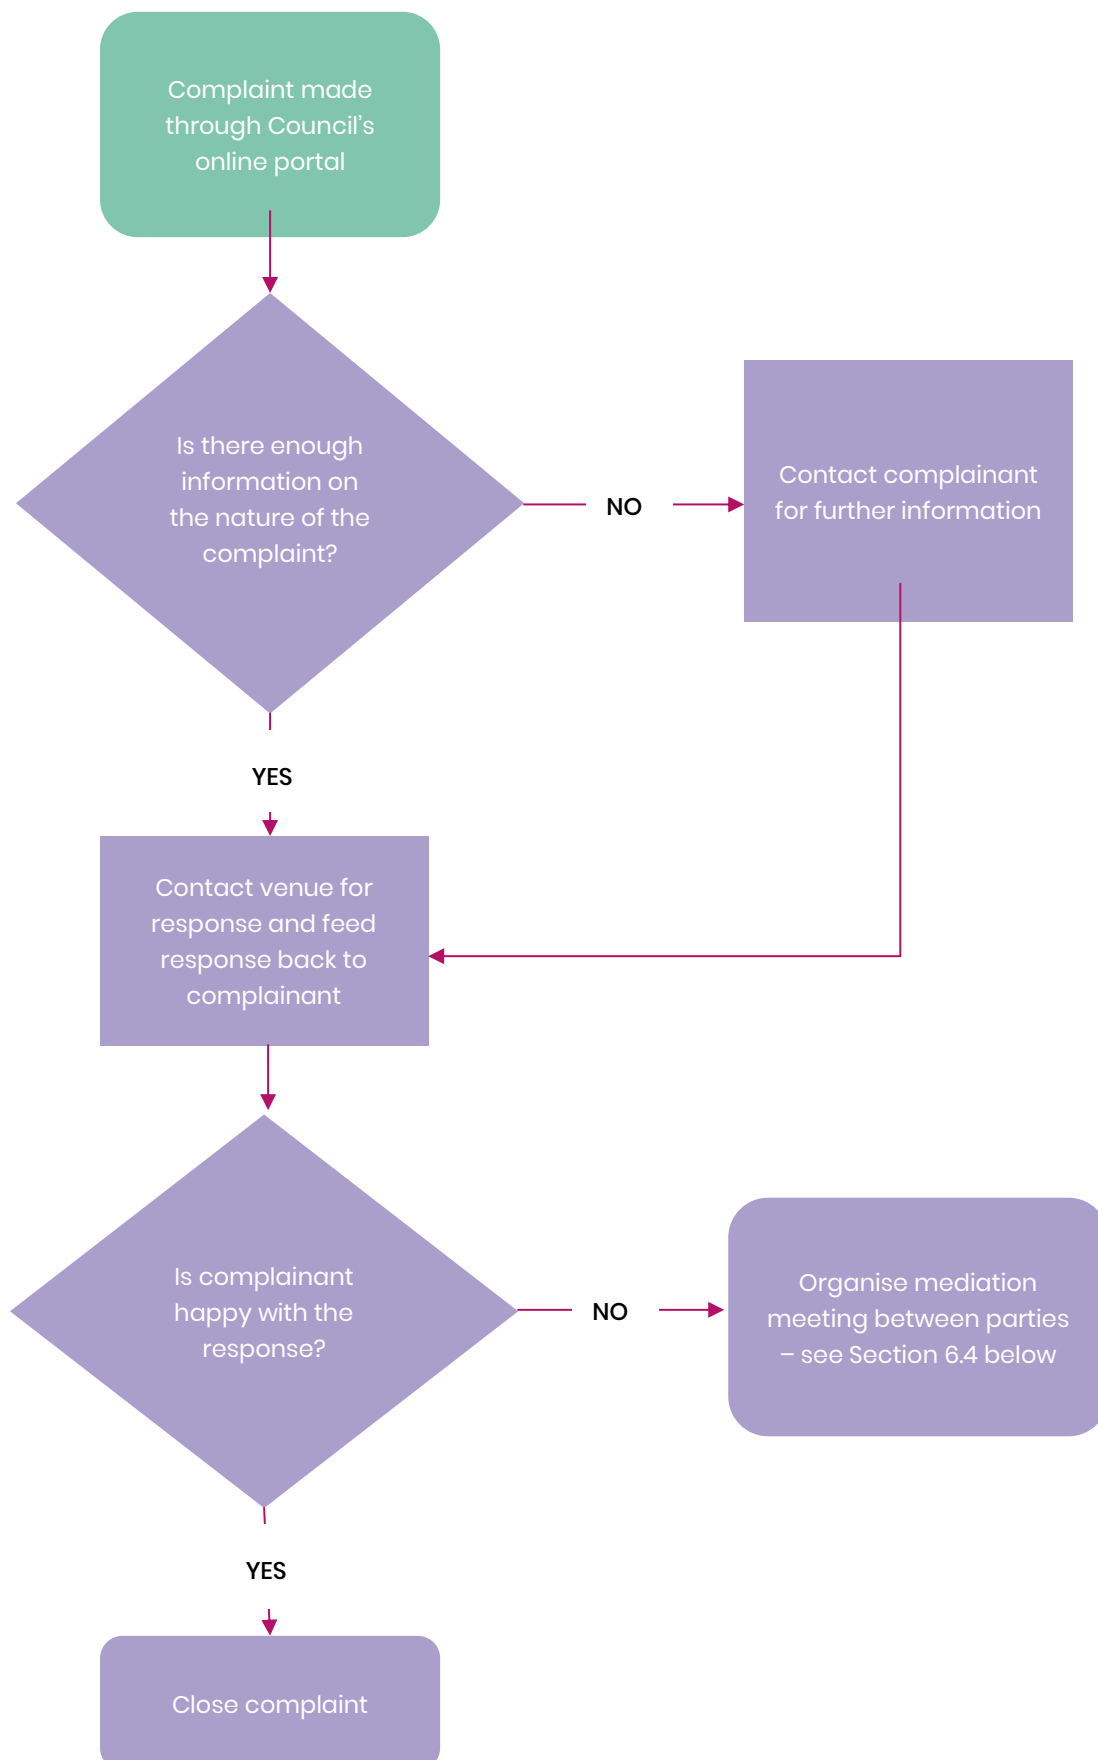 Complaint made
through Council's
online portal
Is there enough
information on
the nature of the
complaint?
NO
Contact complainant
for further information
YES
Contact venue for
response and feed
response back to
complainant
Is complainant
happy with the
response?
NO
Organise mediation
meeting between parties
– see Section 6.4 below
YES
Close complaint